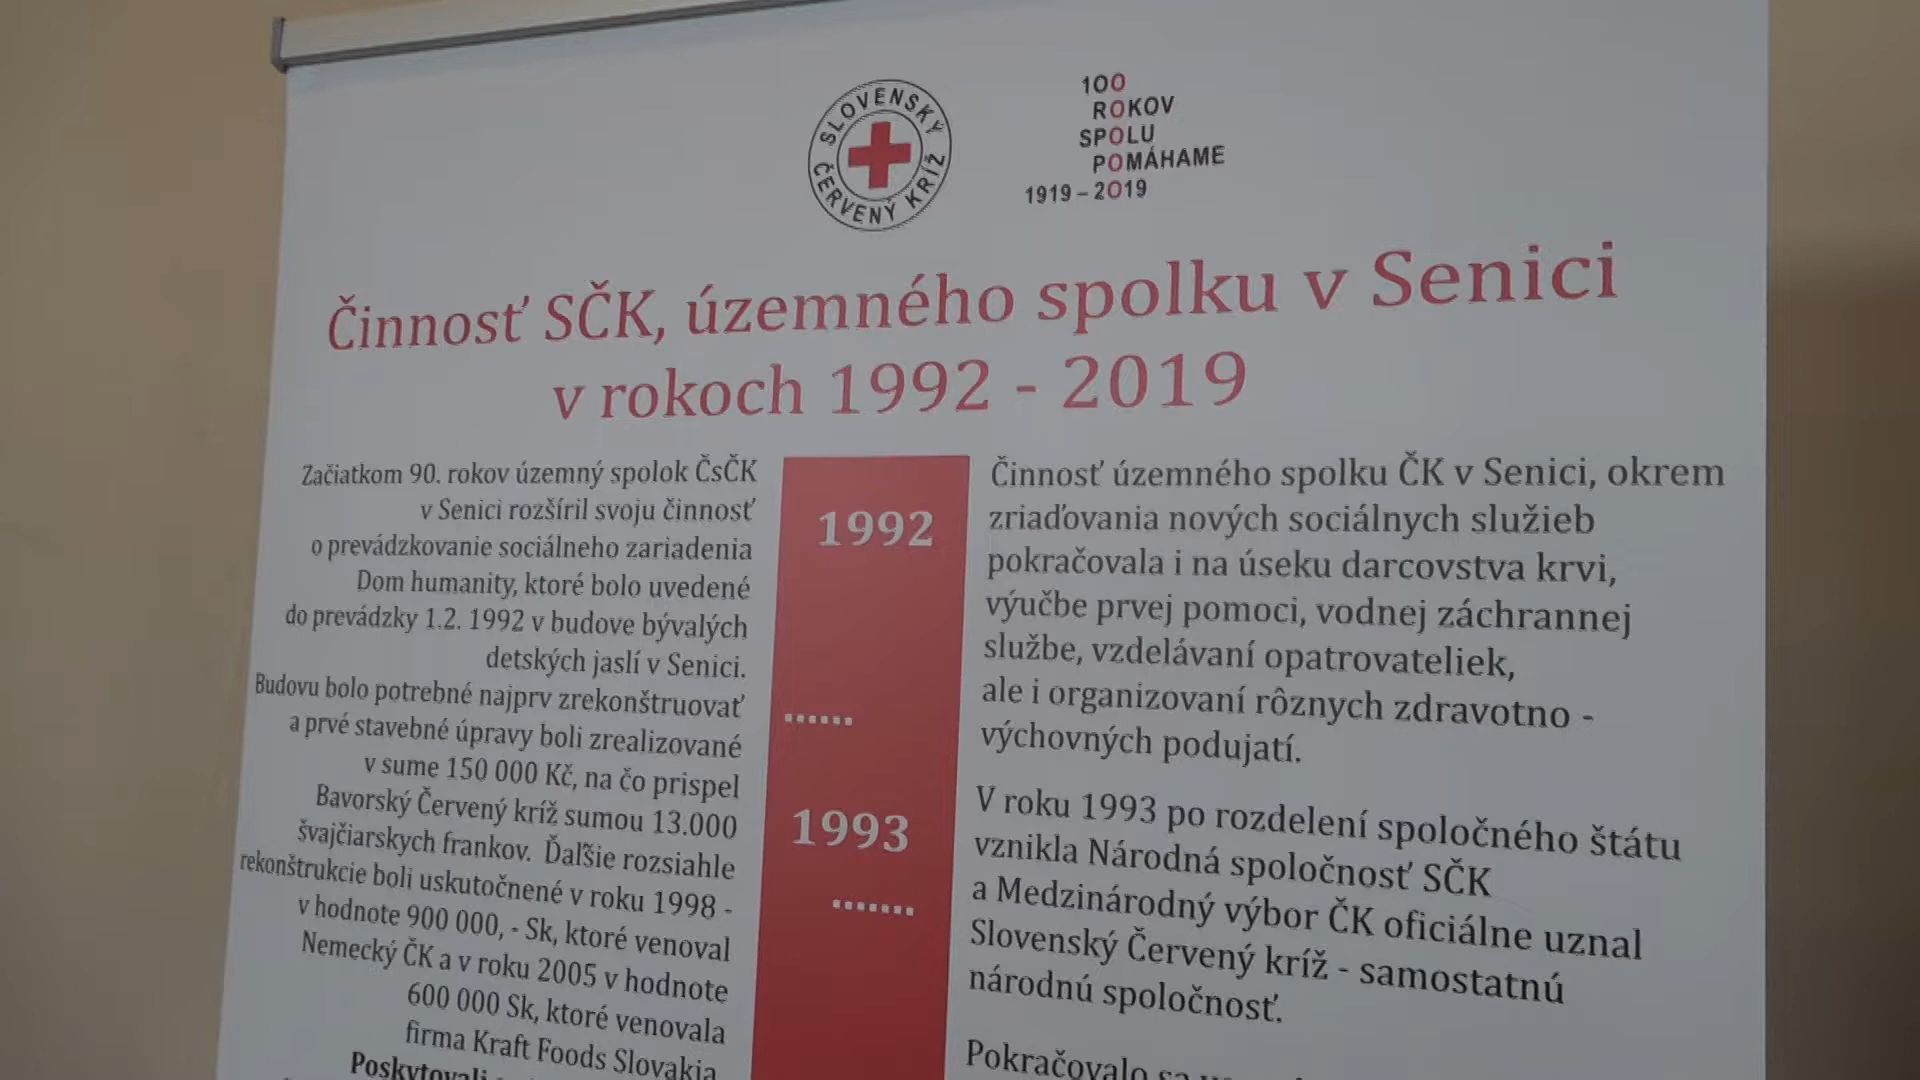 SLOVENSKÝ
ČERVENÝ KRÍŽ
100
ROKOV
SPOLU
POMÁHAME
1919 – 2019
Činnosť SČK, územného spolku v Senici
v rokoch 1992 - 2019
Začiatkom 90. rokov územný spolok ČsČK
v Senici rozšíril svoju činnosť
o prevádzkovanie sociálneho zariadenia
Dom humanity, ktoré bolo uvedené
do prevádzky 1.2. 1992 v budove bývalých
detských jaslí v Senici.
Budovu bolo potrebné najprv zrekonštruovať
a prvé stavebné úpravy boli zrealizované
v sume 150 000 Kč, na čo prispel
Bavorský Červený kríž sumou 13.000
švajčiarskych frankov. Ďaľšie rozsiahle
rekonštrukcie boli uskutočnené v roku 1998 -
v hodnote 900 000, - Sk, ktoré venoval
Nemecký ČK a v roku 2005 v hodnote
600 000 Sk, ktoré venovala
firma Kraft Foods Slovakia
Poskytovali
1992
......
1993
.......
Činnosť územného spolku ČK v Senici, okrem
zriaďovania nových sociálnych služieb
pokračovala i na úseku darcovstva krvi,
výučbe prvej pomoci, vodnej záchrannej
službe, vzdelávaní opatrovateliek,
ale i organizovaní rôznych zdravotno -
výchovných podujatí.
V roku 1993 po rozdelení spoločného štátu
vznikla Národná spoločnosť SČK
a Medzinárodný výbor ČK oficiálne uznal
Slovenský Červený kríž - samostatnú
národnú spoločnosť.
Pokračovalo sa